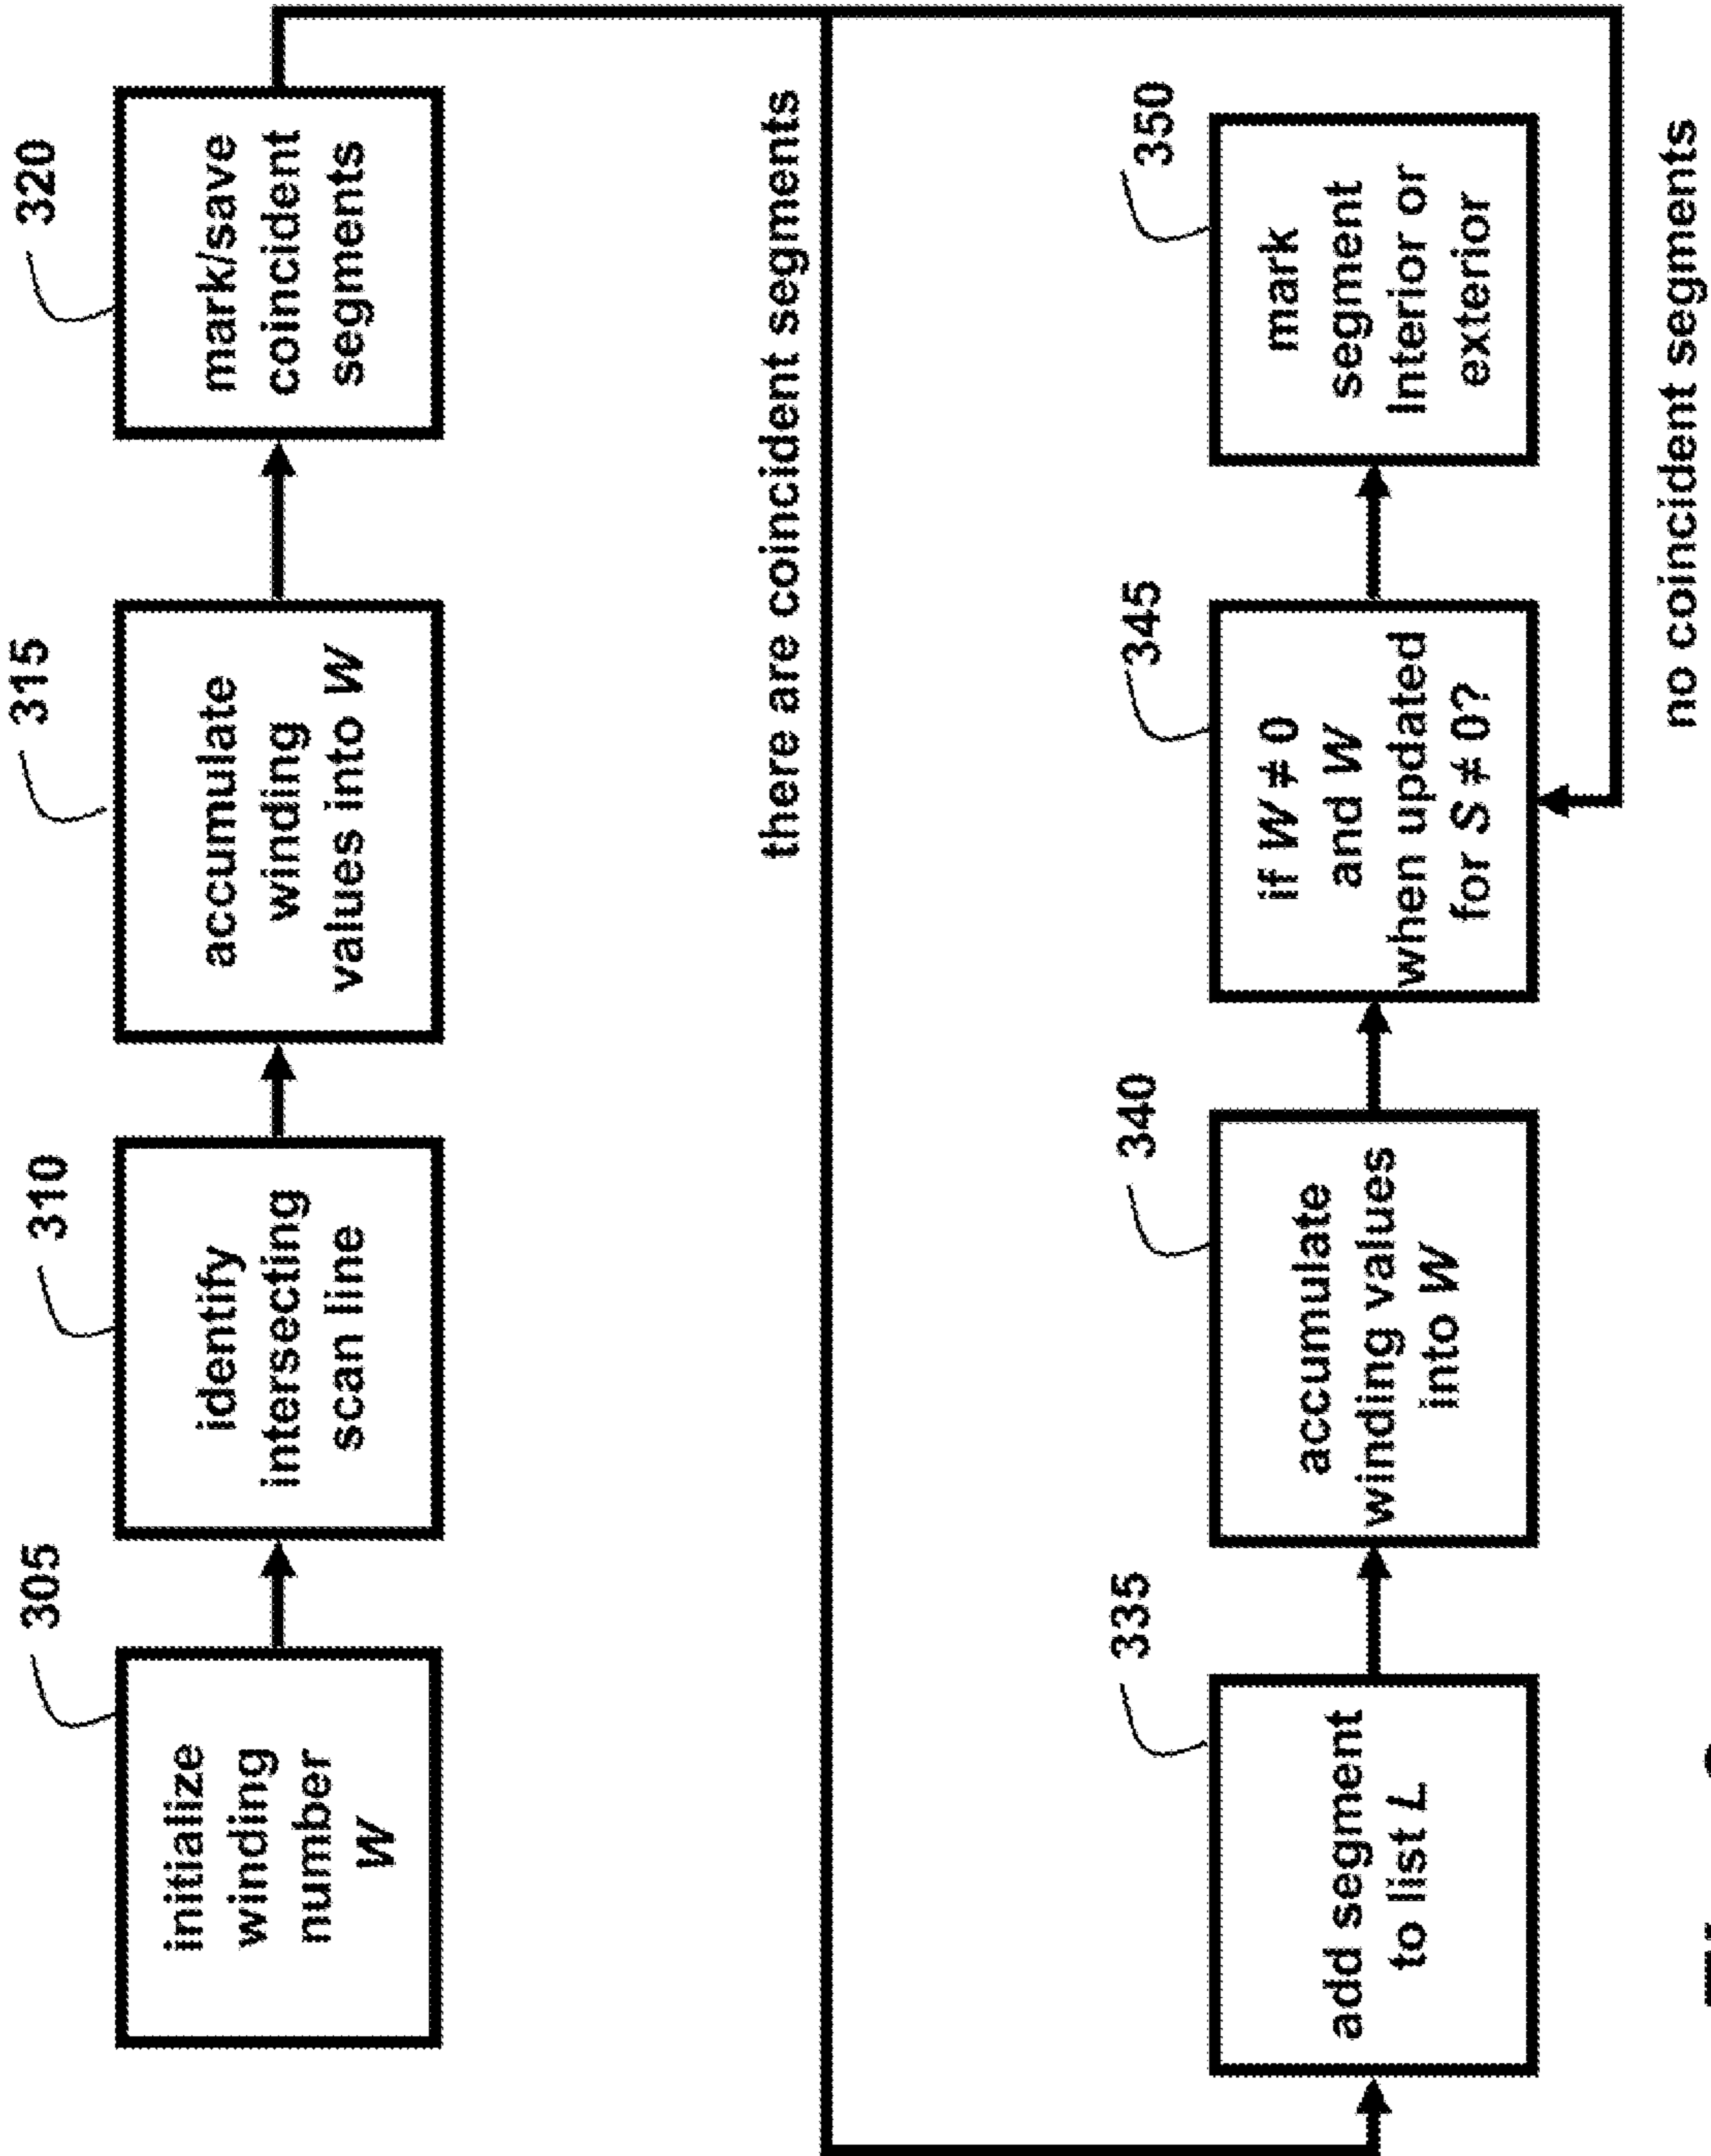 305
initialize
winding
number
W
310
identify
intersecting
scan line
315
accumulate
winding
values into W
320
mark/save
coincident
segments
there are coincident segments
335
add segment
to list L
340
accumulate
winding values
into W
345
if W ≠ 0
and W
when updated
for S ≠ 0?
350
mark
segment
interior or
exterior
no coincident segments